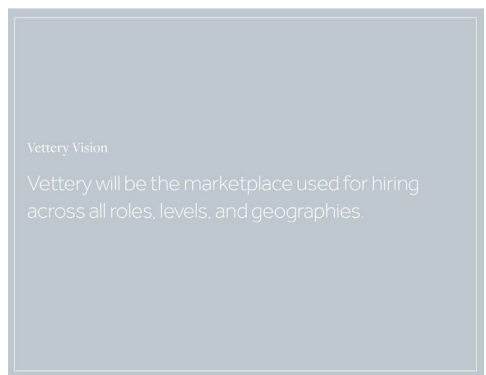 Vettery Vision
Vettery will be the marketplace used for hiring
across all roles, levels, and geographies.